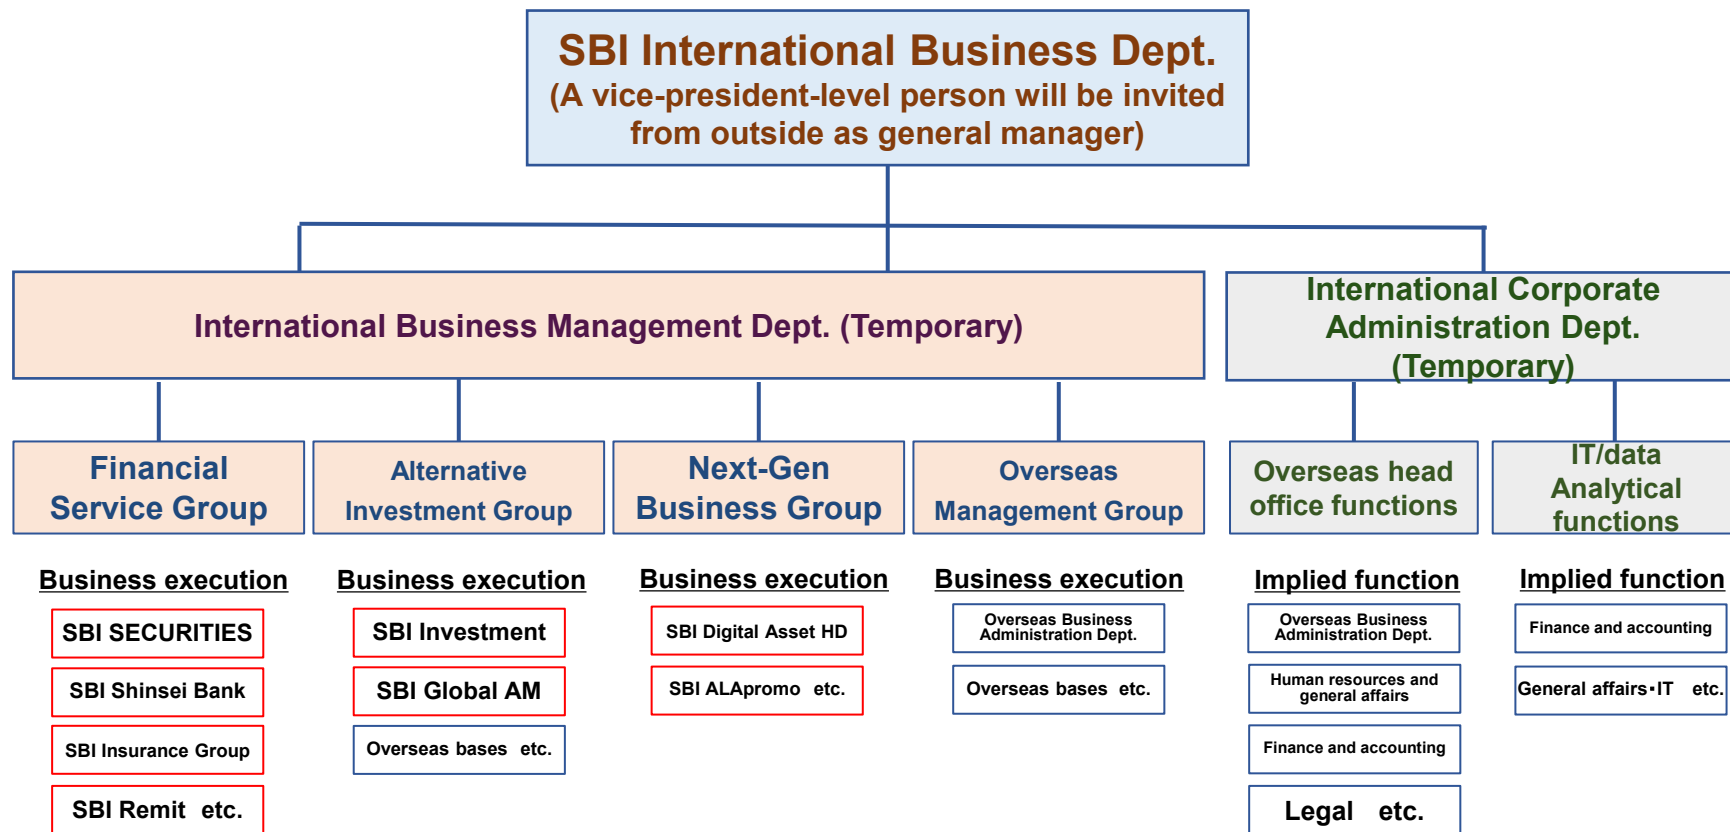 SBI International Business Dept.
(A vice-president-level person will be invited
from outside as general manager)
International Business Management Dept. (Temporary)
International Corporate
Administration Dept.
(Temporary)
Financial
Service Group
Alternative
Investment Group
Next-Gen
Business Group
Overseas
Management Group
Overseas head
office functions
IT/data
Analytical
functions
Business execution
SBI SECURITIES
SBI Shinsei Bank
SBI Insurance Group
SBI Remit etc.
Business execution
SBI Investment
SBI Global AM
Overseas bases etc.
Business execution
SBI Digital Asset HD
SBI ALApromo etc.
Business execution
Overseas Business
Administration Dept.
Overseas bases etc.
Implied function
Overseas Business
Administration Dept.
Human resources and
general affairs
Finance and accounting
Legal etc.
Implied function
Finance and accounting
General affairs・IT etc.